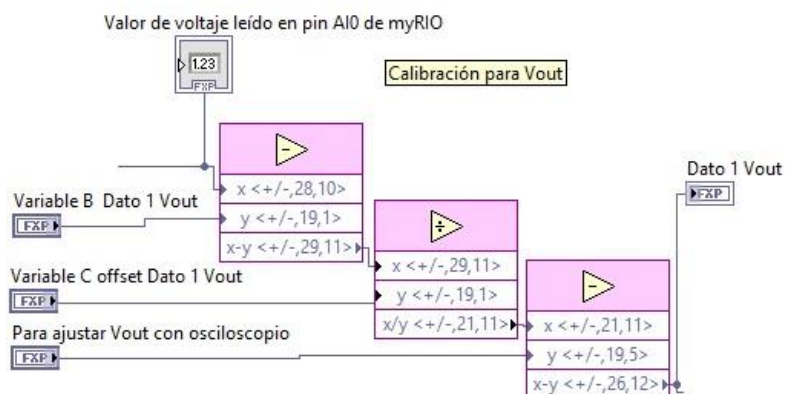 Valor de voltaje leído en pin AI0 de myRIO
1.23
FXP
Calibración para Vout
-
x <+/-,28,10>
Variable B Dato 1 Vout
FXP
y <+/-,19,1>
x-y <+/-,29,11>
÷
x <+/-,29,11>
Variable C offset Dato 1 Vout
FXP
y <+/-,19,1>
x/y <+/-,21,11>
Para ajustar Vout con osciloscopio
FXP
-
x <+/-,21,11>
y <+/-,19,5>
x-y <+/-,26,12>
Dato 1 Vout
FXP